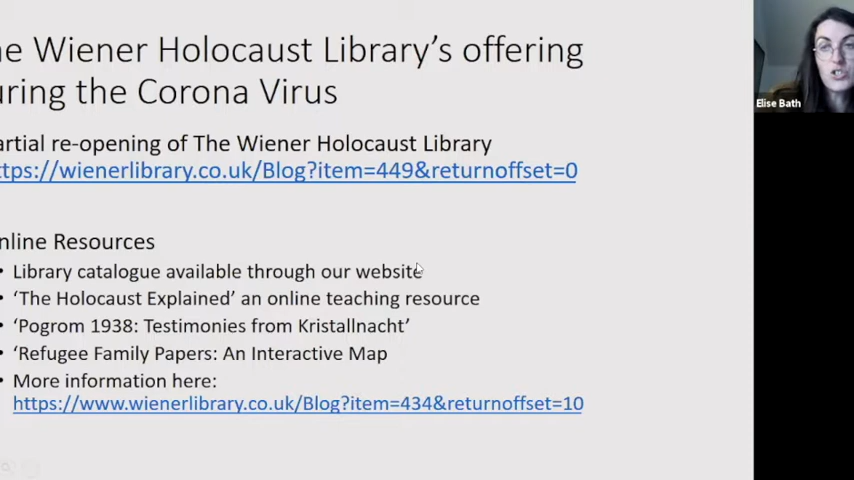 he Wiener Holocaust Library’s offering
uring the Corona Virus
artial re-opening of The Wiener Holocaust Library
ttps://wienerlibrary.co.uk/Blog?item=449&returnoffset=0
nline Resources
• Library catalogue available through our website
• ‘The Holocaust Explained’ an online teaching resource
• ‘Pogrom 1938: Testimonies from Kristallnacht’
• ‘Refugee Family Papers: An Interactive Map
• More information here:
https://www.wienerlibrary.co.uk/Blog?item=434&returnoffset=10
Elise Bath